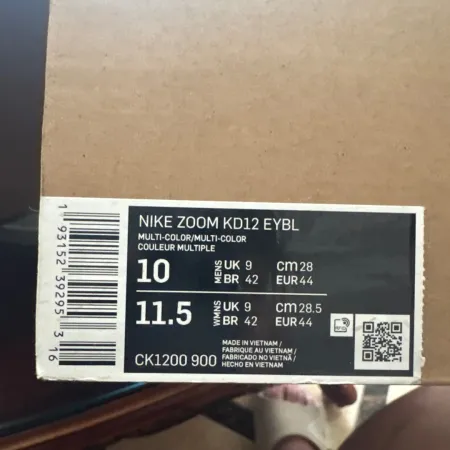 NIKE ZOOM KD12 EYBL
MULTI-COLOR/MULTI-COLOR
COULEUR MULTIPLE
10 MENS UK 9 CM 28
BR 42 EUR 44
11.5 WMNS UK 9 CM 28.5
BR 42 EUR 44
CK1200 900
MADE IN VIETNAM /
FABRIQUE AU VIETNAM /
FABRICADO NO VIETNÃ /
HECHO EN VIETNAM
1 93152 39295 3 16